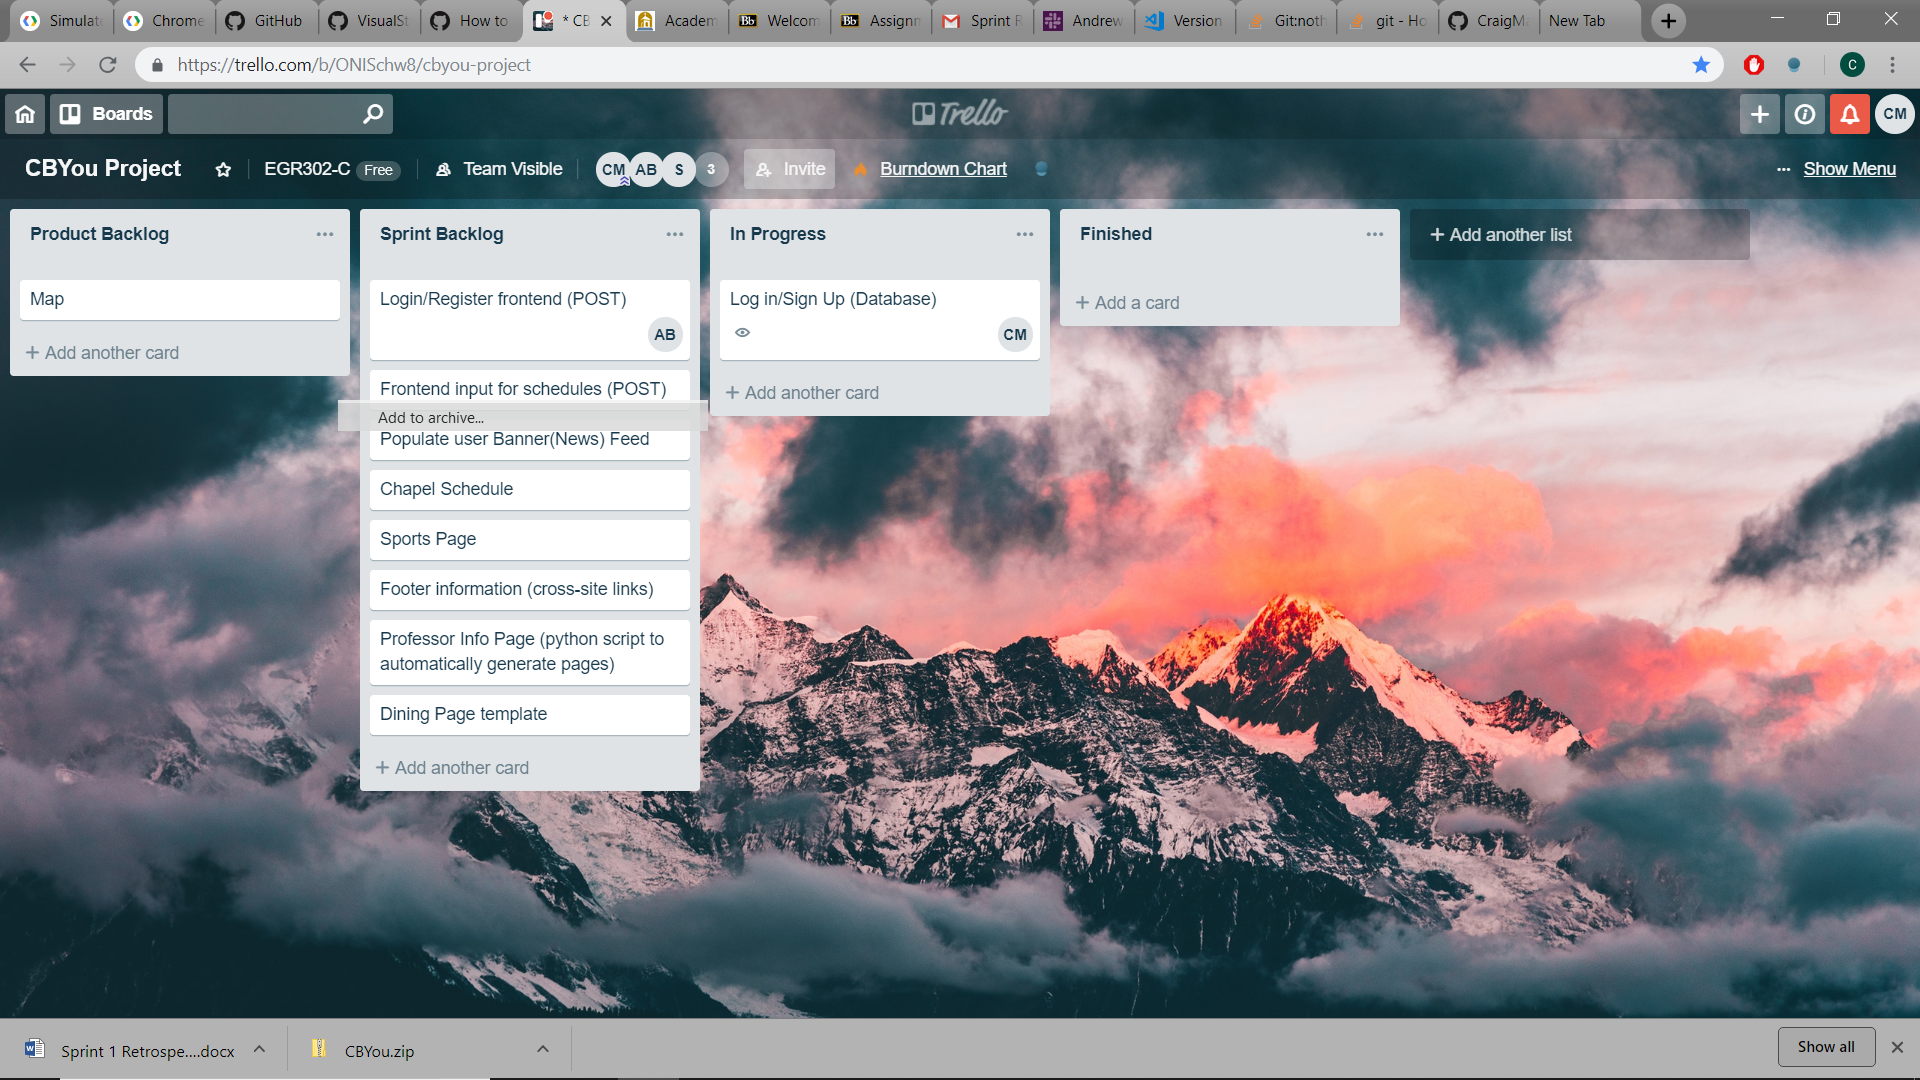 Simulat
Chrome
GitHub
VisualSt
How to
* CB
Academ
Welcom
Assignm
Sprint R
Andrew
Version
Git:noth
git - Ho
CraigMa
New Tab
https://trello.com/b/ONISchw8/cbyou-project
C
Boards
Trello
CM
CBYou Project
EGR302-C Free
Team Visible
CM AB S 3
Invite
Burndown Chart
Show Menu
Product Backlog
Map
+ Add another card
Sprint Backlog
Login/Register frontend (POST)
AB
Frontend input for schedules (POST)
Add to archive...
Populate user Banner(News) Feed
Chapel Schedule
Sports Page
Footer information (cross-site links)
Professor Info Page (python script to
automatically generate pages)
Dining Page template
+ Add another card
In Progress
Log in/Sign Up (Database)
CM
+ Add another card
Finished
+ Add a card
+ Add another list
Sprint 1 Retrospe....docx
CBYou.zip
Show all